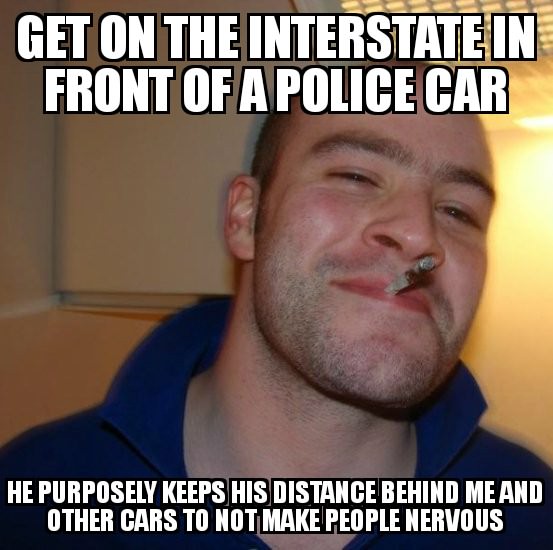 GET ON THE INTERSTATE IN
FRONT OF A POLICE CAR
HE PURPOSELY KEEPS HIS DISTANCE BEHIND ME AND
OTHER CARS TO NOT MAKE PEOPLE NERVOUS